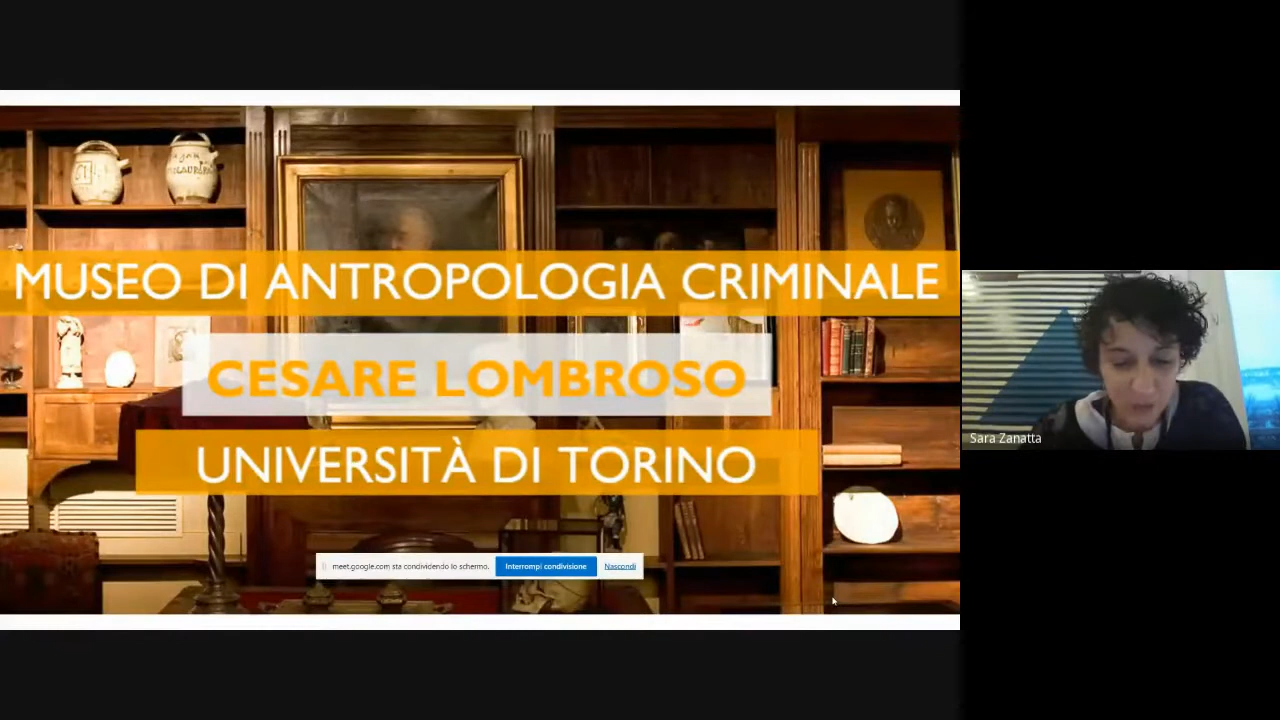 MUSEO DI ANTROPOLOGIA CRIMINALE
CESARE LOMBROSO
UNIVERSITÀ DI TORINO
meet.google.com sta condividendo lo schermo. Interrompi condivisione Nascondi
Sara Zanatta